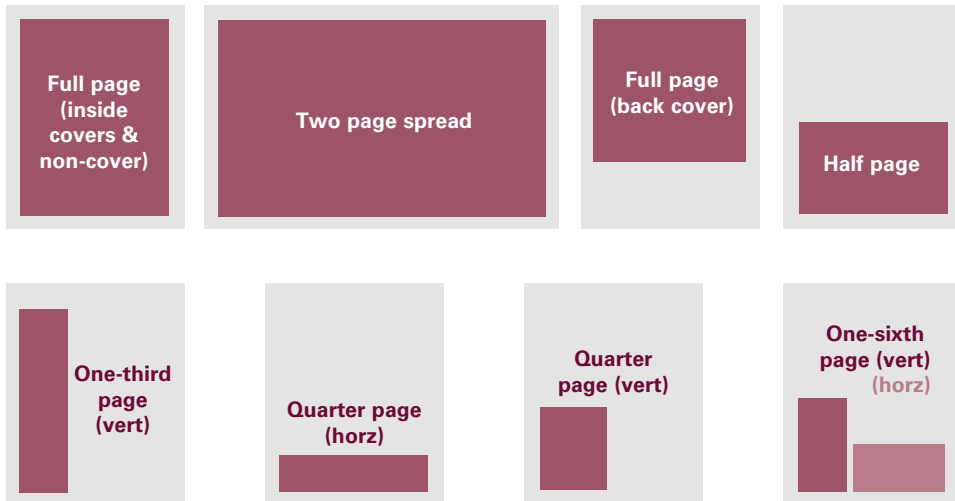 Full page
(inside
covers &
non-cover)
Two page spread
Full page
(back cover)
Half page
One-third
page
(vert)
Quarter page
(horz)
Quarter
page (vert)
One-sixth
page (vert)
(horz)